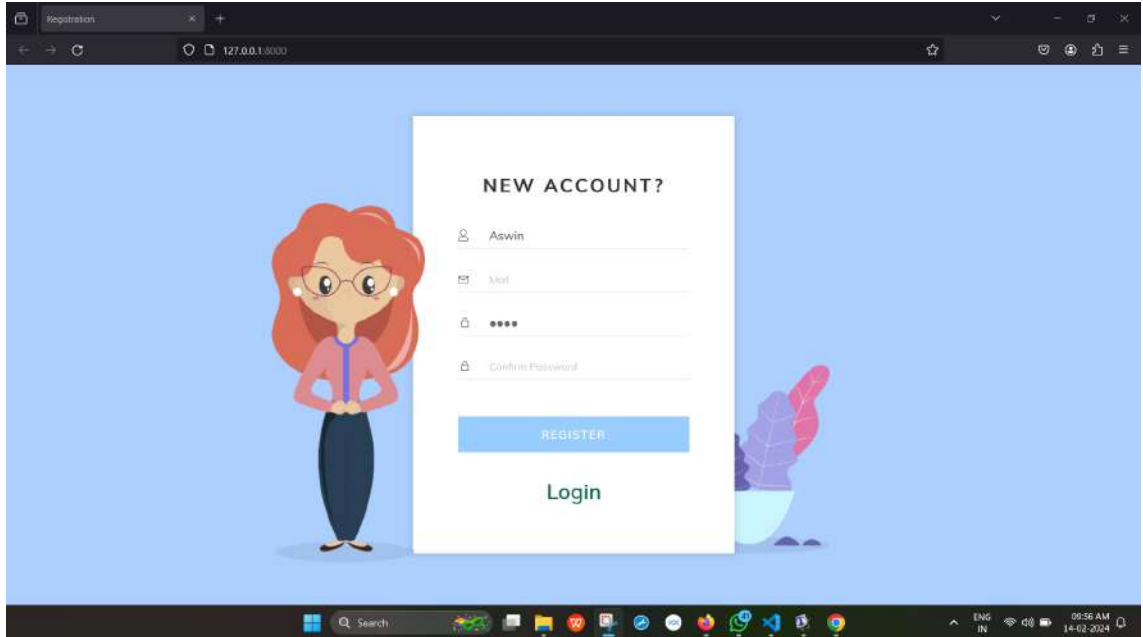 Registration
127.0.0.1:8000
NEW ACCOUNT?
Aswin
Mail
••••
Confirm Password
REGISTER
Login
Search
ENG
IN
09:56 AM
14-02-2024